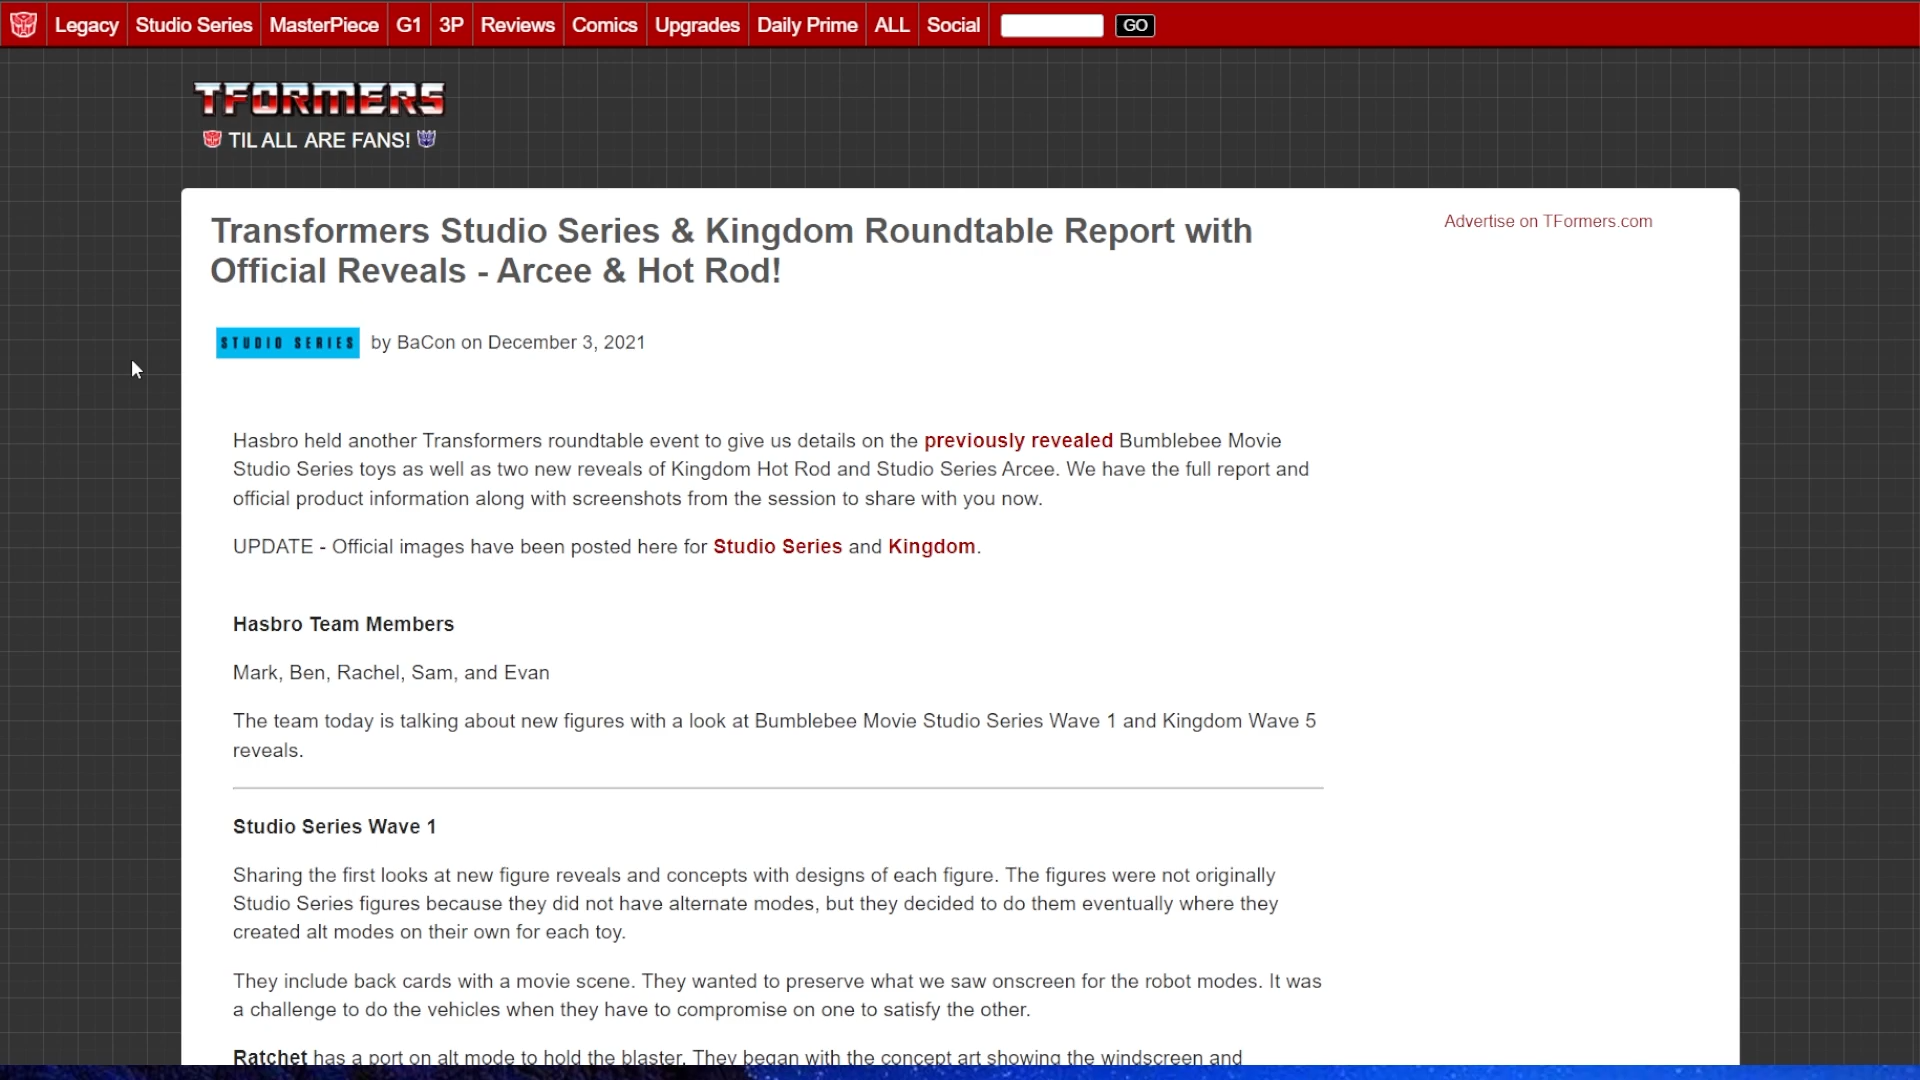 Legacy Studio Series MasterPiece G1 3P Reviews Comics Upgrades Daily Prime ALL Social GO
TFORMERS
TIL ALL ARE FANS!
Transformers Studio Series & Kingdom Roundtable Report with
Official Reveals - Arcee & Hot Rod!
Advertise on TFormers.com
STUDIO SERIES by BaCon on December 3, 2021
Hasbro held another Transformers roundtable event to give us details on the previously revealed Bumblebee Movie
Studio Series toys as well as two new reveals of Kingdom Hot Rod and Studio Series Arcee. We have the full report and
official product information along with screenshots from the session to share with you now.
UPDATE - Official images have been posted here for Studio Series and Kingdom.
Hasbro Team Members
Mark, Ben, Rachel, Sam, and Evan
The team today is talking about new figures with a look at Bumblebee Movie Studio Series Wave 1 and Kingdom Wave 5
reveals.
Studio Series Wave 1
Sharing the first looks at new figure reveals and concepts with designs of each figure. The figures were not originally
Studio Series figures because they did not have alternate modes, but they decided to do them eventually where they
created alt modes on their own for each toy.
They include back cards with a movie scene. They wanted to preserve what we saw onscreen for the robot modes. It was
a challenge to do the vehicles when they have to compromise on one to satisfy the other.
Ratchet has a port on alt mode to hold the blaster. They began with the concept art showing the windscreen and